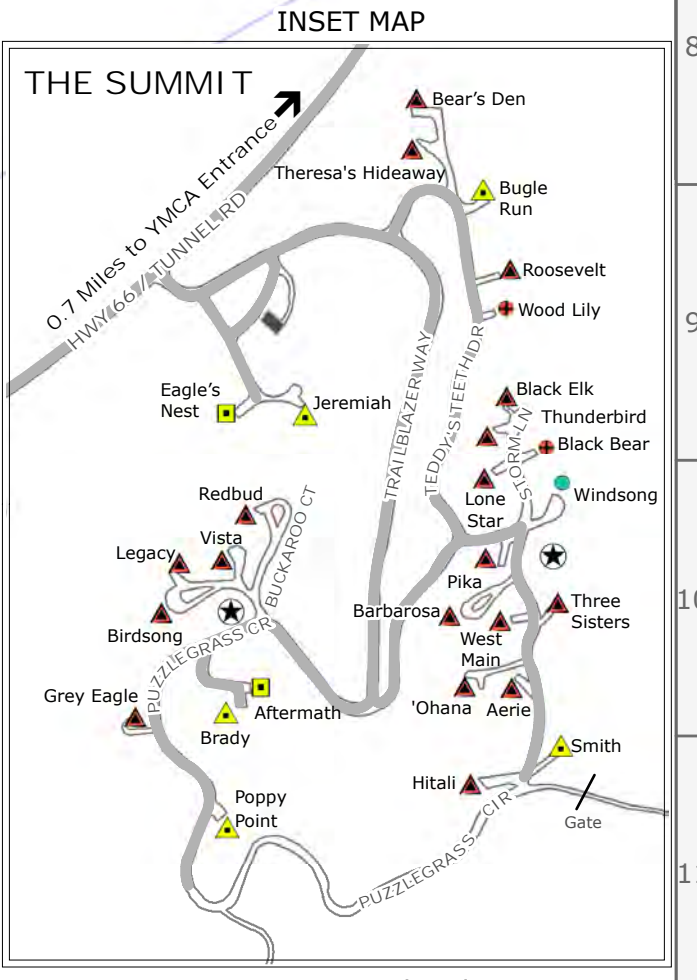 INSET MAP
THE SUMMIT
0.7 Miles to YMCA Entrance
HWY 66 / TUNNEL RD
Bear's Den
Theresa's Hideaway
Bugle
Run
Roosevelt
Wood Lily
TRAILBLAZER WAY
TEDDY'S TEETH DR
Eagle's
Nest
Jeremiah
Black Elk
Thunderbird
Black Bear
STORM LN
Lone
Star
Windsong
Redbud
Vista
Legacy
Birdsong
BUCKAROO CT
PUZZLEGRASS CR
Pika
Barbarosa
West
Main
Three
Sisters
Grey Eagle
Aftermath
Brady
'Ohana
Aerie
Smith
Hitali
Gate
Poppy
Point
PUZZLEGRASS CIR
8
9
10